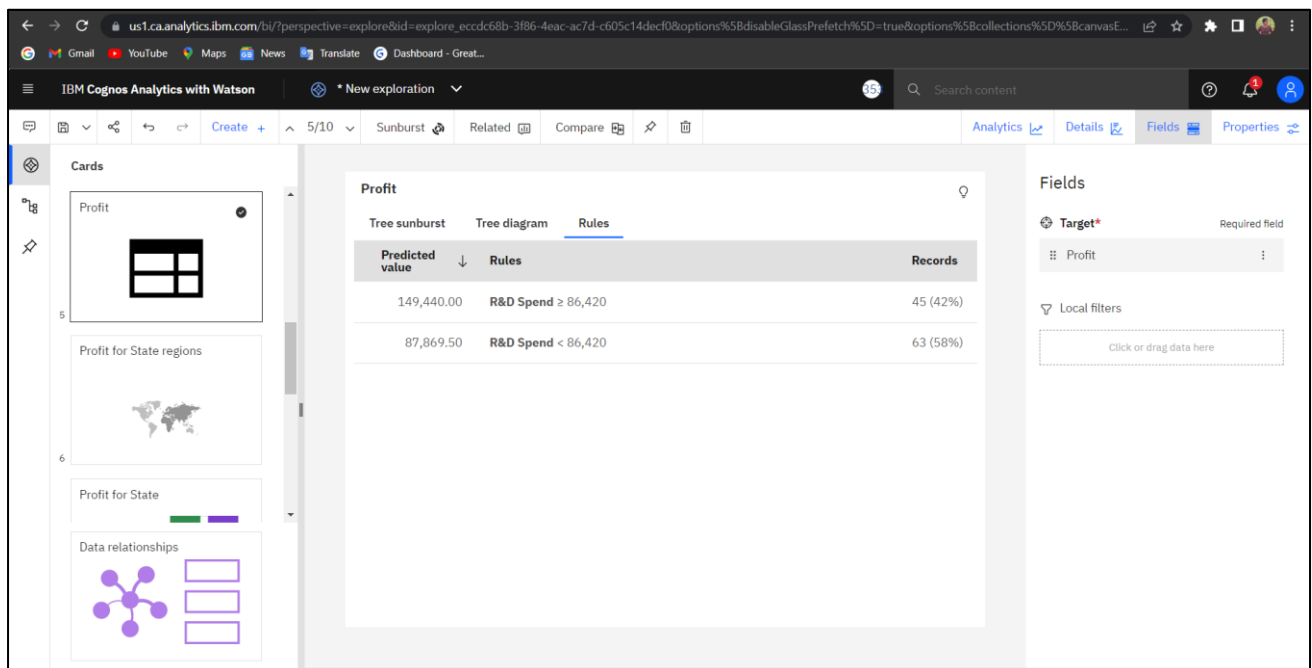 us1.ca.analytics.ibm.com/bi/?perspective=explore&id=explore_eccdc68b-3f86-4eac-ac7d-c605c14decf0&options%5BdisableGlassPrefetch%5D=true&options%5Bcollections%5D%5BcanvasE...
Gmail YouTube Maps News Translate Dashboard - Great...
IBM Cognos Analytics with Watson * New exploration 353 Search content 1
Create + 5/10 Sunburst Related Compare Analytics Details Fields Properties
Cards
Profit
5
Profit for State regions
6
Profit for State
Data relationships
Profit
Tree sunburst Tree diagram Rules
Predicted value ↓ Rules Records
149,440.00 R&D Spend ≥ 86,420 45 (42%)
87,869.50 R&D Spend < 86,420 63 (58%)
Fields
Target* Required field
Profit
Local filters
Click or drag data here